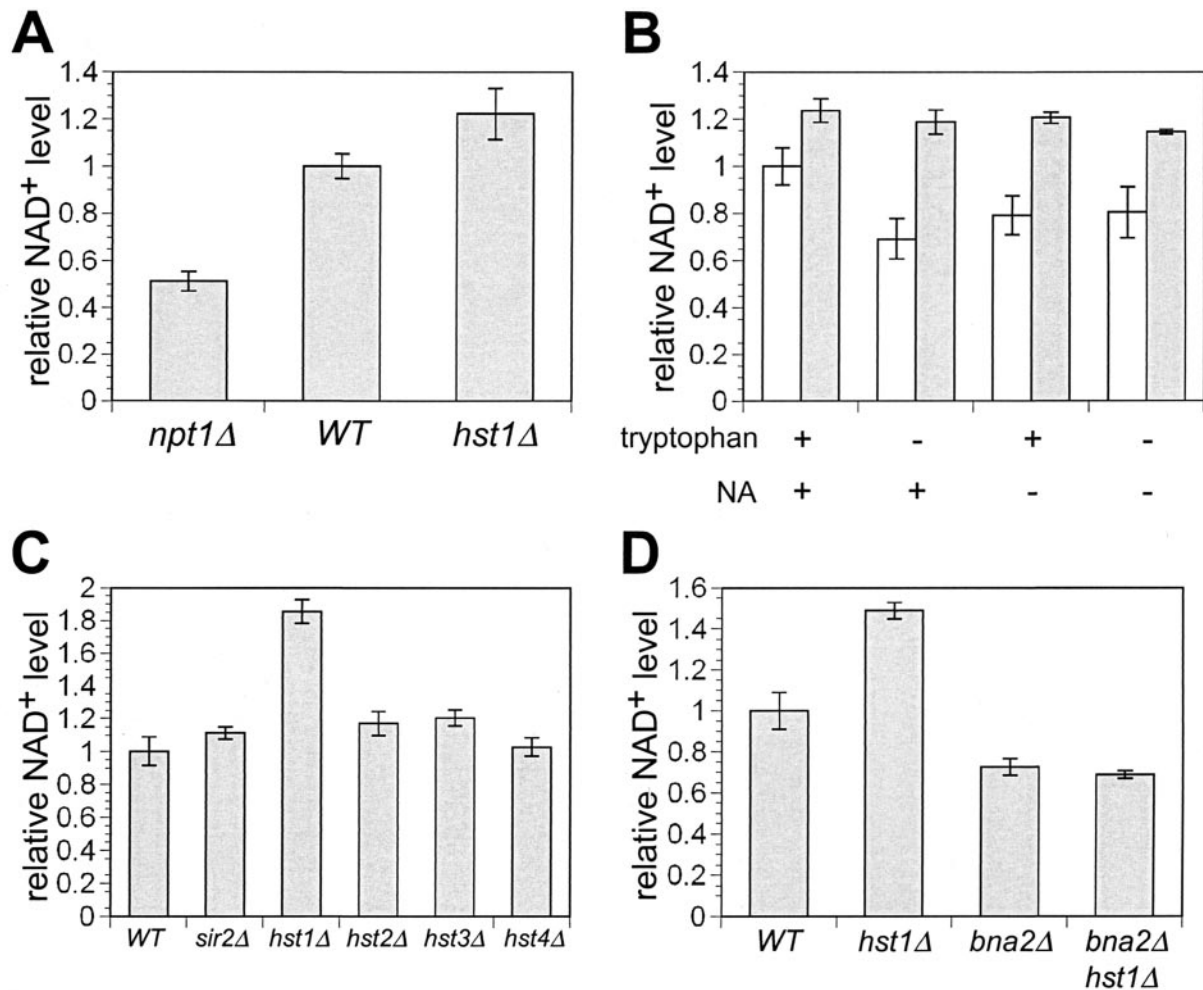 A
relative NAD+ level
1.4
1.2
1
0.8
0.6
0.4
0.2
0
npt1Δ WT hst1Δ
B
relative NAD+ level
1.4
1.2
1
0.8
0.6
0.4
0.2
0
tryptophan + - + -
NA + + - -
C
relative NAD+ level
2
1.8
1.6
1.4
1.2
1
0.8
0.6
0.4
0.2
0
WT sir2Δ hst1Δ hst2Δ hst3Δ hst4Δ
D
relative NAD+ level
1.6
1.4
1.2
1
0.8
0.6
0.4
0.2
0
WT hst1Δ bna2Δ bna2Δ
hst1Δ